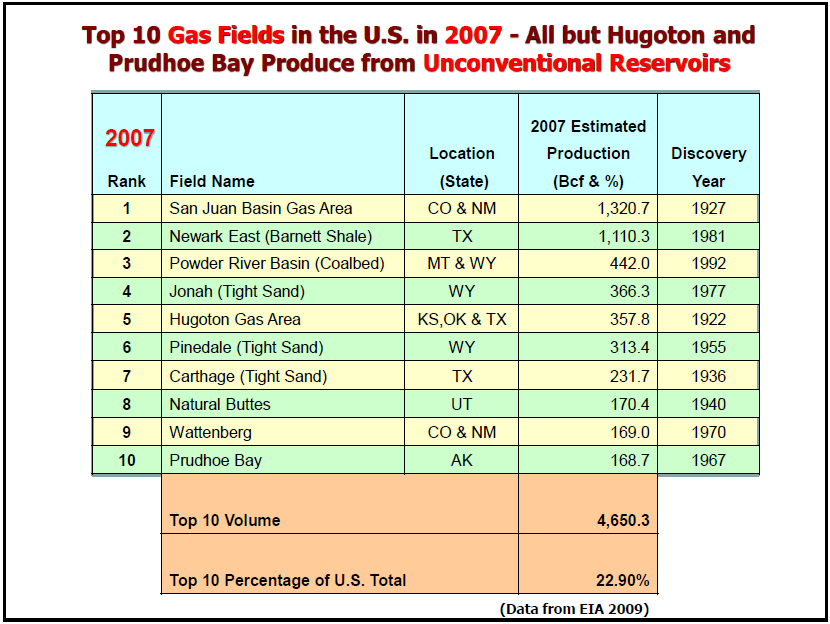 Top 10 Gas Fields in the U.S. in 2007 - All but Hugoton and
Prudhoe Bay Produce from Unconventional Reservoirs
2007
Rank Field Name Location (State) 2007 Estimated Production (Bcf & %) Discovery Year
1 San Juan Basin Gas Area CO & NM 1,320.7 1927
2 Newark East (Barnett Shale) TX 1,110.3 1981
3 Powder River Basin (Coalbed) MT & WY 442.0 1992
4 Jonah (Tight Sand) WY 366.3 1977
5 Hugoton Gas Area KS,OK & TX 357.8 1922
6 Pinedale (Tight Sand) WY 313.4 1955
7 Carthage (Tight Sand) TX 231.7 1936
8 Natural Buttes UT 170.4 1940
9 Wattenberg CO & NM 169.0 1970
10 Prudhoe Bay AK 168.7 1967
Top 10 Volume 4,650.3
Top 10 Percentage of U.S. Total 22.90%
(Data from EIA 2009)